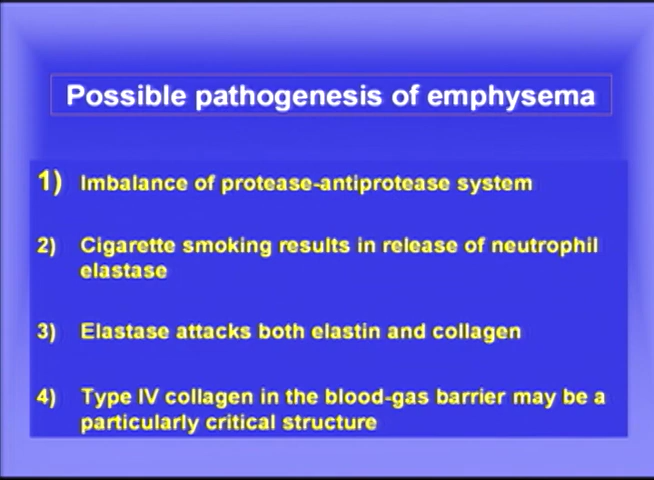 Possible pathogenesis of emphysema
1) Imbalance of protease-antiprotease system
2) Cigarette smoking results in release of neutrophil
elastase
3) Elastase attacks both elastin and collagen
4) Type IV collagen in the blood-gas barrier may be a
particularly critical structure